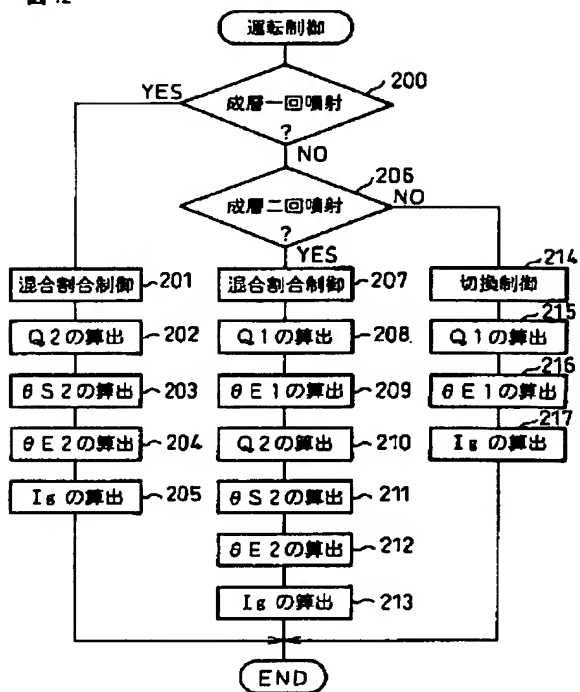 図12
運転制御
成層一回噴射
?
200
YES
NO
成層二回噴射
?
206
NO
YES
混合割合制御
201
Q2の算出
202
θS2の算出
203
θE2の算出
204
Igの算出
205
混合割合制御
207
Q1の算出
208.
θE1の算出
209
Q2の算出
210
θS2の算出
211
θE2の算出
212
Igの算出
213
214
切換制御
215
Q1の算出
216
θE1の算出
217
Igの算出
END